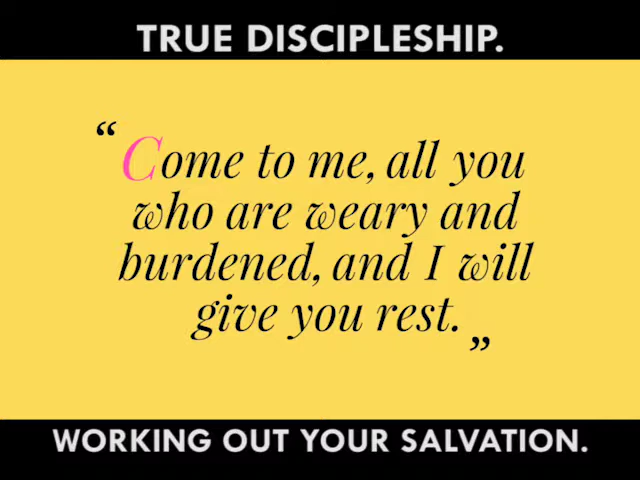 TRUE DISCIPLESHIP.
“Come to me, all you
who are weary and
burdened, and I will
give you rest.”
WORKING OUT YOUR SALVATION.